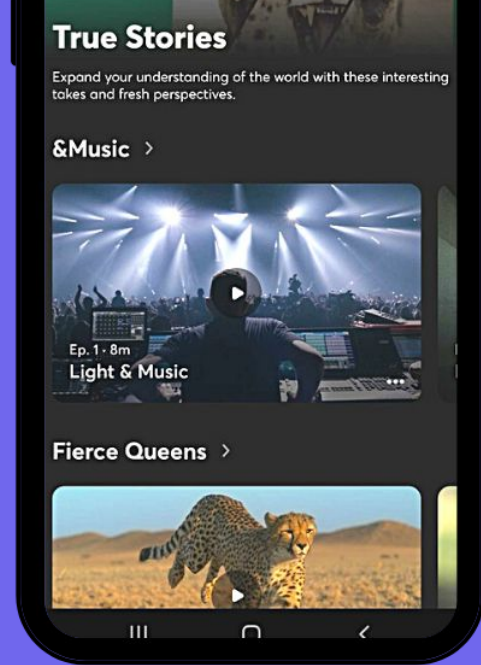 True Stories
Expand your understanding of the world with these interesting
takes and fresh perspectives.
&Music
Ep. 1 · 8m
Light & Music
Fierce Queens